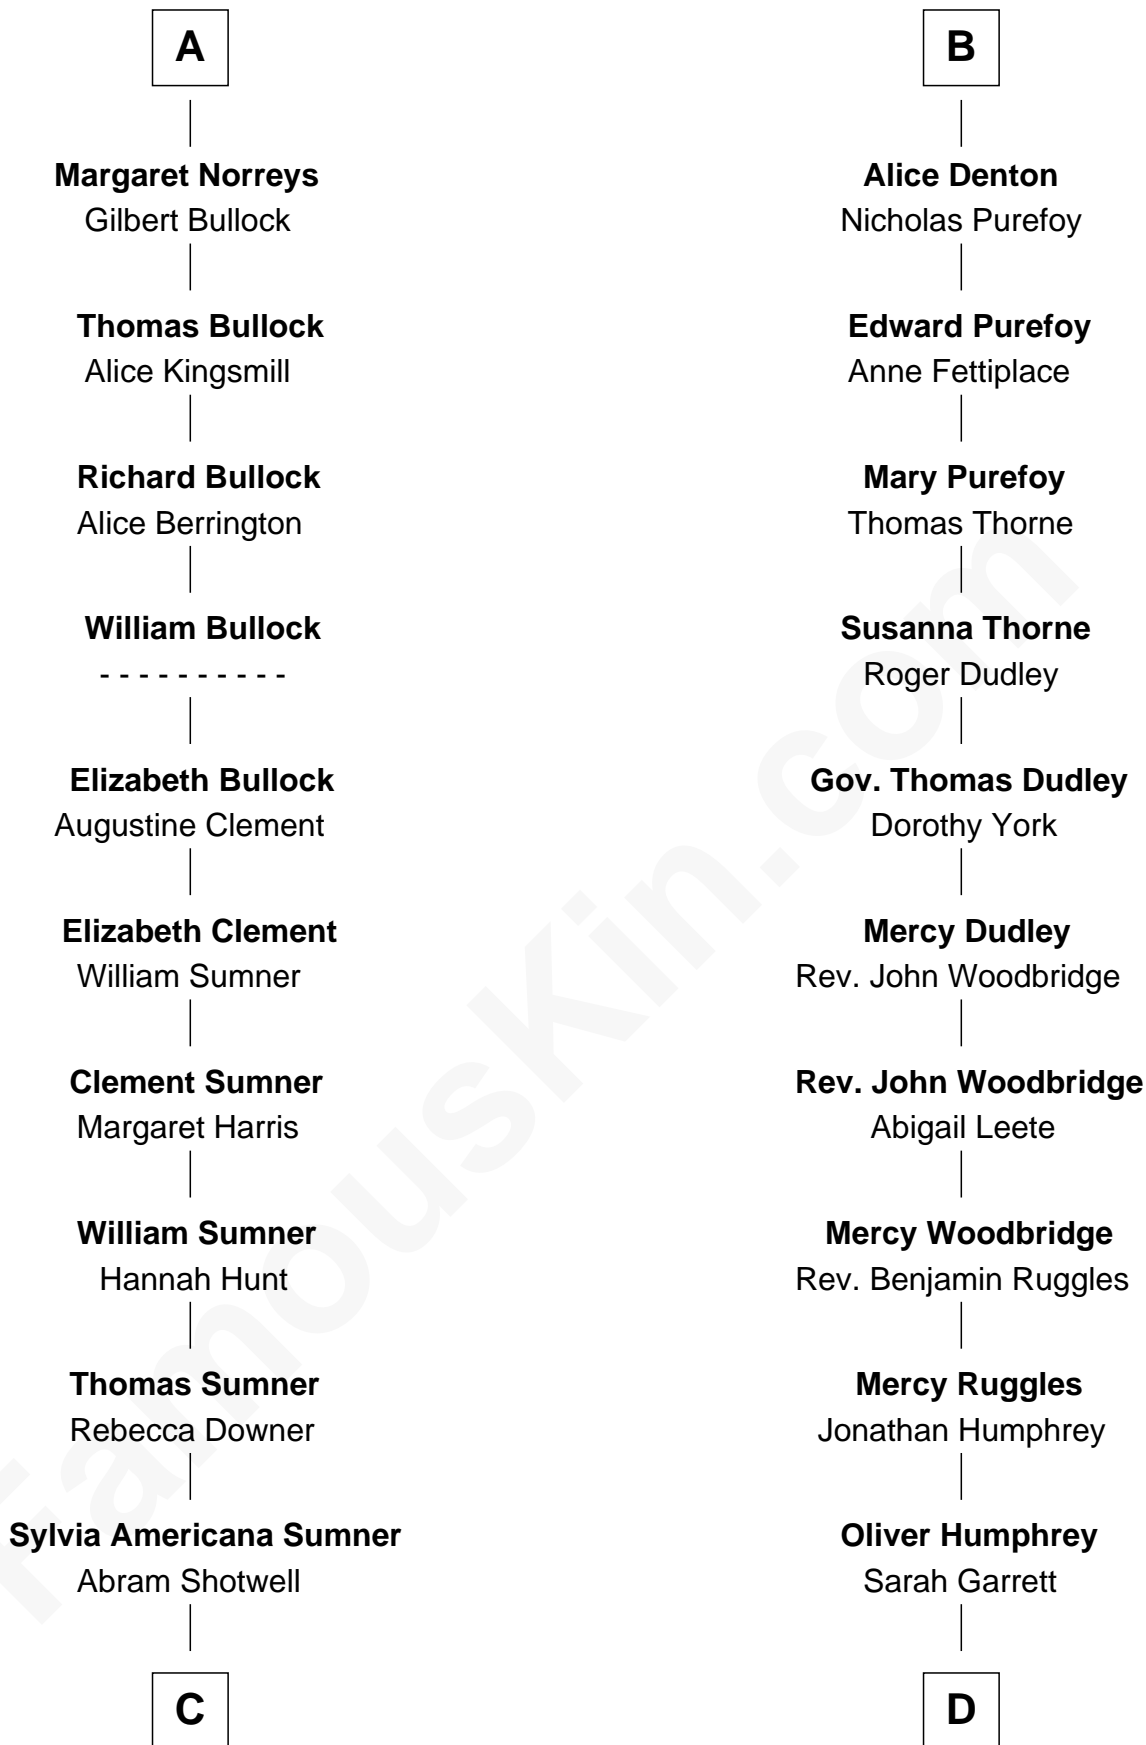 A
Margaret Norreys
Gilbert Bullock
Thomas Bullock
Alice Kingsmill
Richard Bullock
Alice Berrington
William Bullock
- - - - - - - - - -
Elizabeth Bullock
Augustine Clement
Elizabeth Clement
William Sumner
Clement Sumner
Margaret Harris
William Sumner
Hannah Hunt
Thomas Sumner
Rebecca Downer
Sylvia Americana Sumner
Abram Shotwell
C
B
Alice Denton
Nicholas Purefoy
Edward Purefoy
Anne Fettiplace
Mary Purefoy
Thomas Thorne
Susanna Thorne
Roger Dudley
Gov. Thomas Dudley
Dorothy York
Mercy Dudley
Rev. John Woodbridge
Rev. John Woodbridge
Abigail Leete
Mercy Woodbridge
Rev. Benjamin Ruggles
Mercy Ruggles
Jonathan Humphrey
Oliver Humphrey
Sarah Garrett
D
FamousKin.com